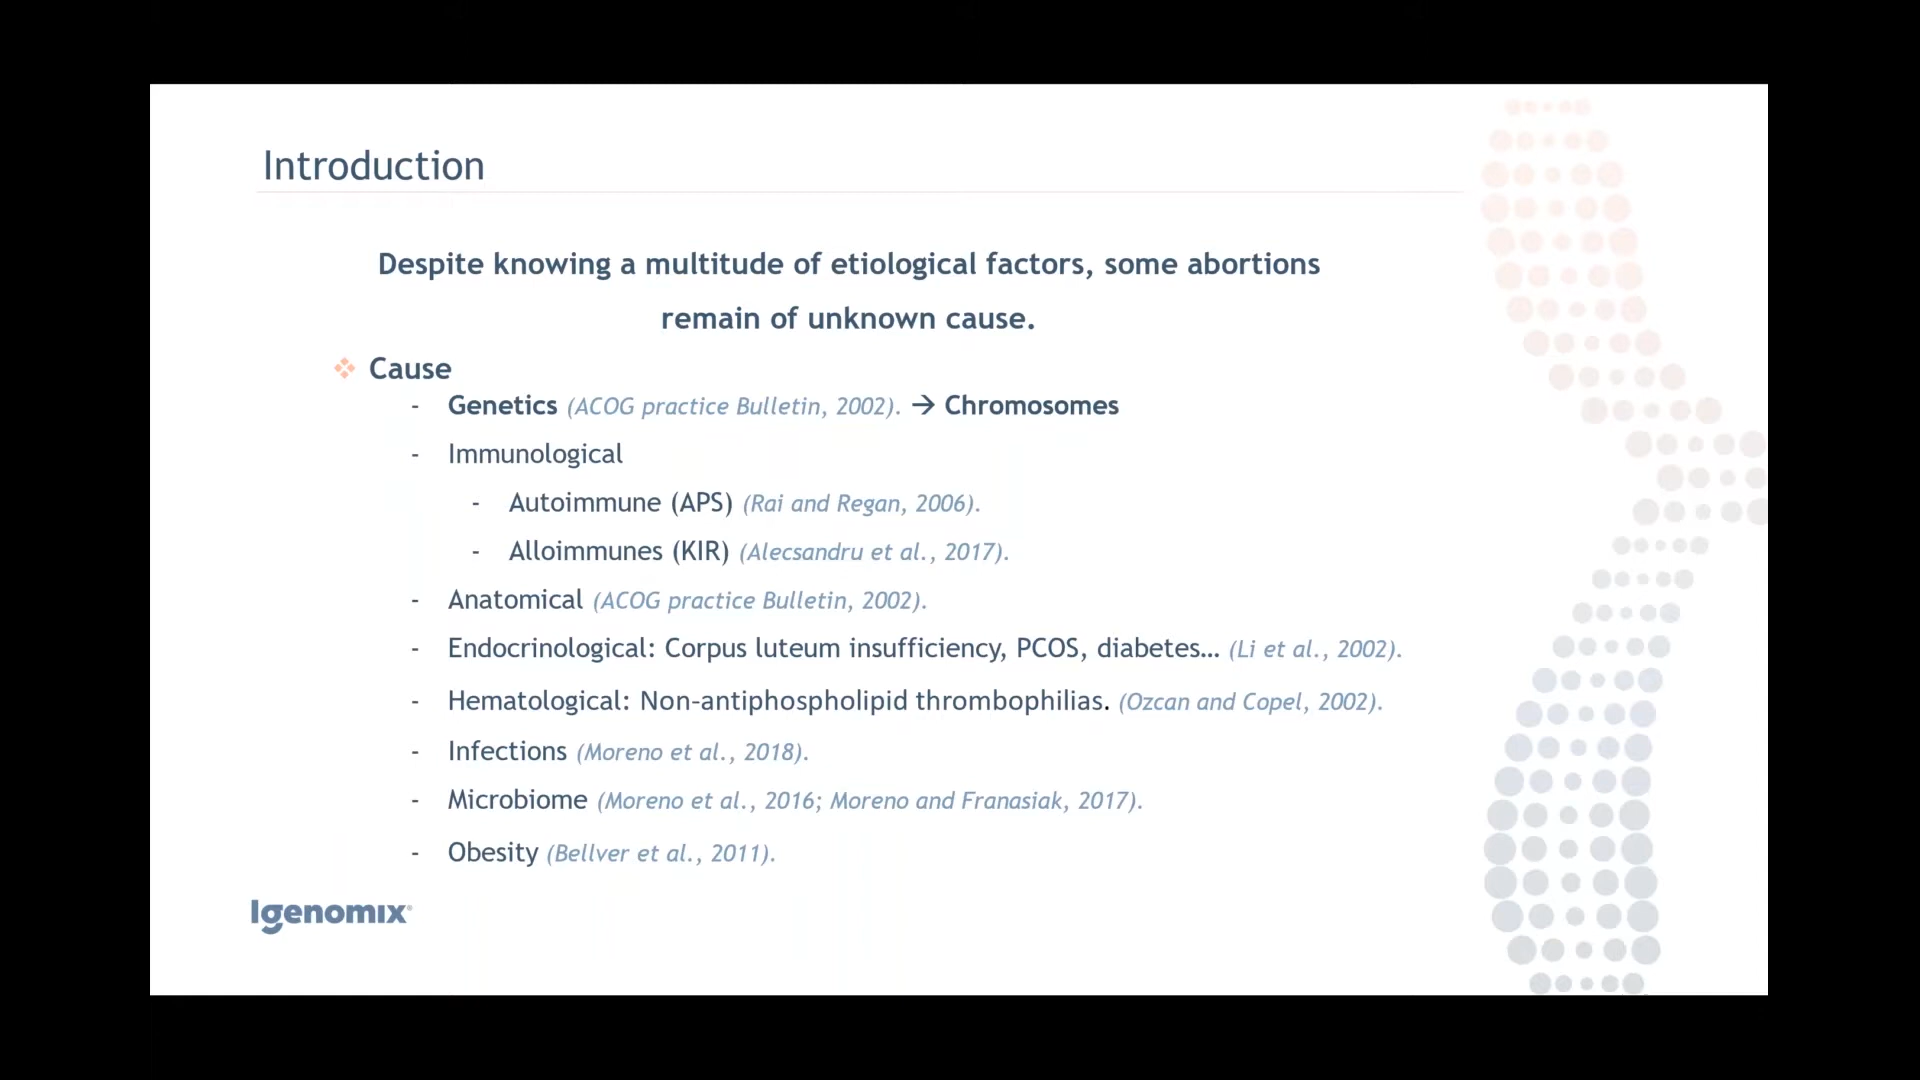 Introduction
Despite knowing a multitude of etiological factors, some abortions
remain of unknown cause.
Cause
- Genetics (ACOG practice Bulletin, 2002). → Chromosomes
- Immunological
- Autoimmune (APS) (Rai and Regan, 2006).
- Alloimmunes (KIR) (Alecsandru et al., 2017).
- Anatomical (ACOG practice Bulletin, 2002).
- Endocrinological: Corpus luteum insufficiency, PCOS, diabetes… (Li et al., 2002).
- Hematological: Non-antiphospholipid thrombophilias. (Ozcan and Copel, 2002).
- Infections (Moreno et al., 2018).
- Microbiome (Moreno et al., 2016; Moreno and Franasiak, 2017).
- Obesity (Bellver et al., 2011).
Igenomix®